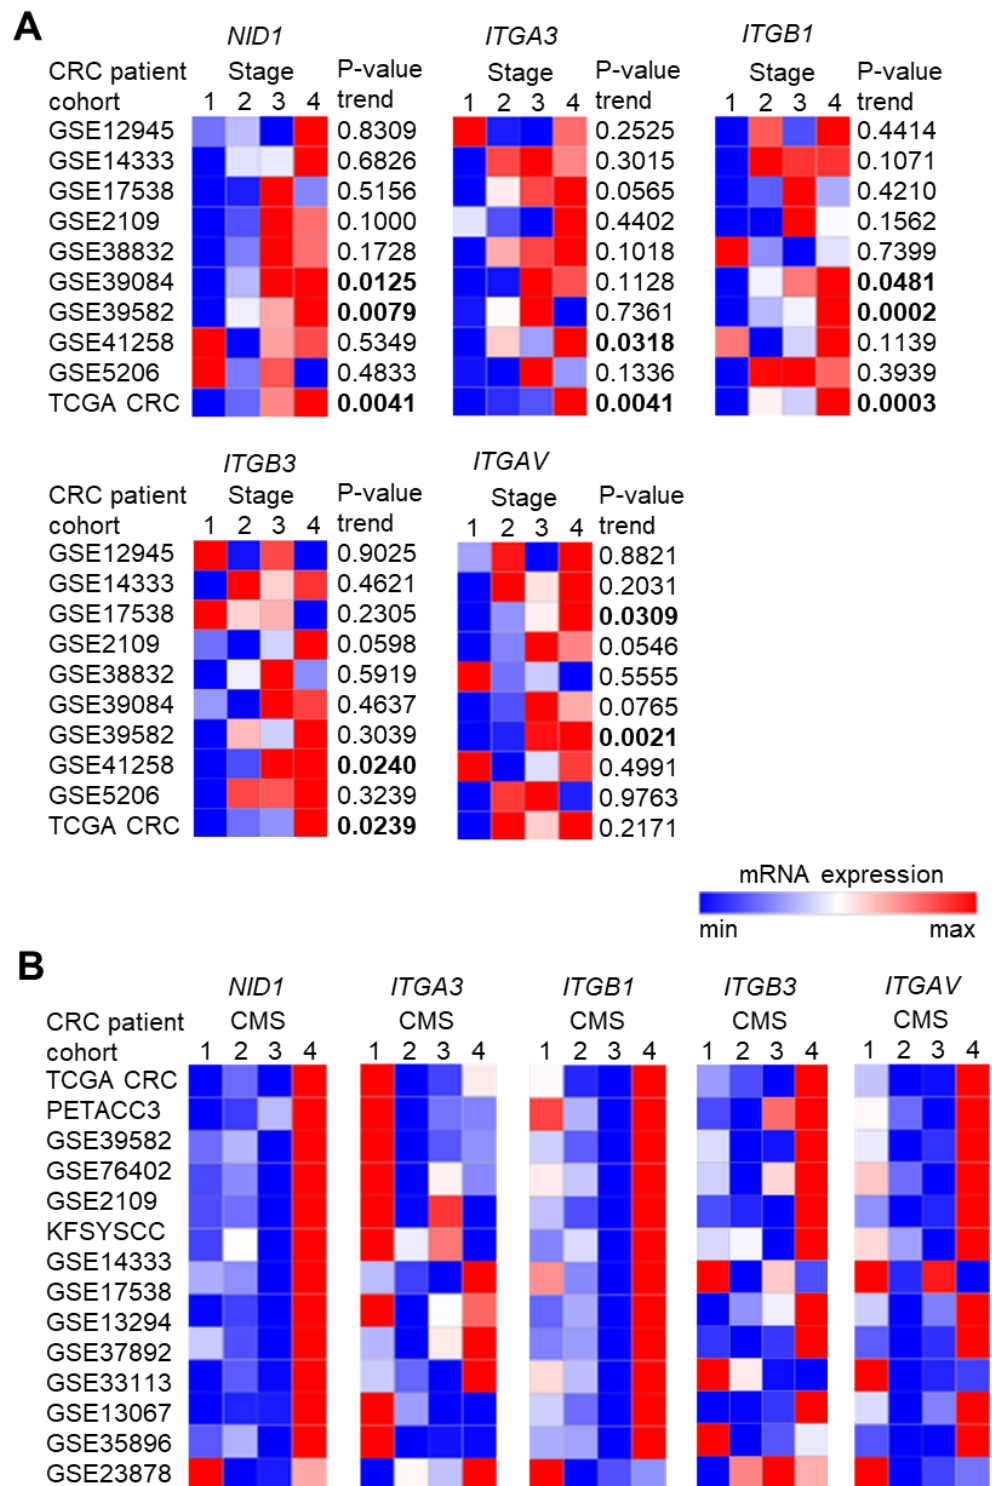 A
NID1 ITGA3 ITGB1
CRC patient Stage P-value Stage P-value Stage P-value
cohort 1 2 3 4 trend 1 2 3 4 trend 1 2 3 4 trend
GSE12945 0.8309 0.2525 0.4414
GSE14333 0.6826 0.3015 0.1071
GSE17538 0.5156 0.0565 0.4210
GSE2109 0.1000 0.4402 0.1562
GSE38832 0.1728 0.1018 0.7399
GSE39084 0.0125 0.1128 0.0481
GSE39582 0.0079 0.7361 0.0002
GSE41258 0.5349 0.0318 0.1139
GSE5206 0.4833 0.1336 0.3939
TCGA CRC 0.0041 0.0041 0.0003
ITGB3 ITGAV
CRC patient Stage P-value Stage P-value
cohort 1 2 3 4 trend 1 2 3 4 trend
GSE12945 0.9025 0.8821
GSE14333 0.4621 0.2031
GSE17538 0.2305 0.0309
GSE2109 0.0598 0.0546
GSE38832 0.5919 0.5555
GSE39084 0.4637 0.0765
GSE39582 0.3039 0.0021
GSE41258 0.0240 0.4991
GSE5206 0.3239 0.9763
TCGA CRC 0.0239 0.2171
mRNA expression
min max
B
NID1 ITGA3 ITGB1 ITGB3 ITGAV
CRC patient CMS CMS CMS CMS CMS
cohort 1 2 3 4 1 2 3 4 1 2 3 4 1 2 3 4 1 2 3 4
TCGA CRC
PETACC3
GSE39582
GSE76402
GSE2109
KFSYSCC
GSE14333
GSE17538
GSE13294
GSE37892
GSE33113
GSE13067
GSE35896
GSE23878